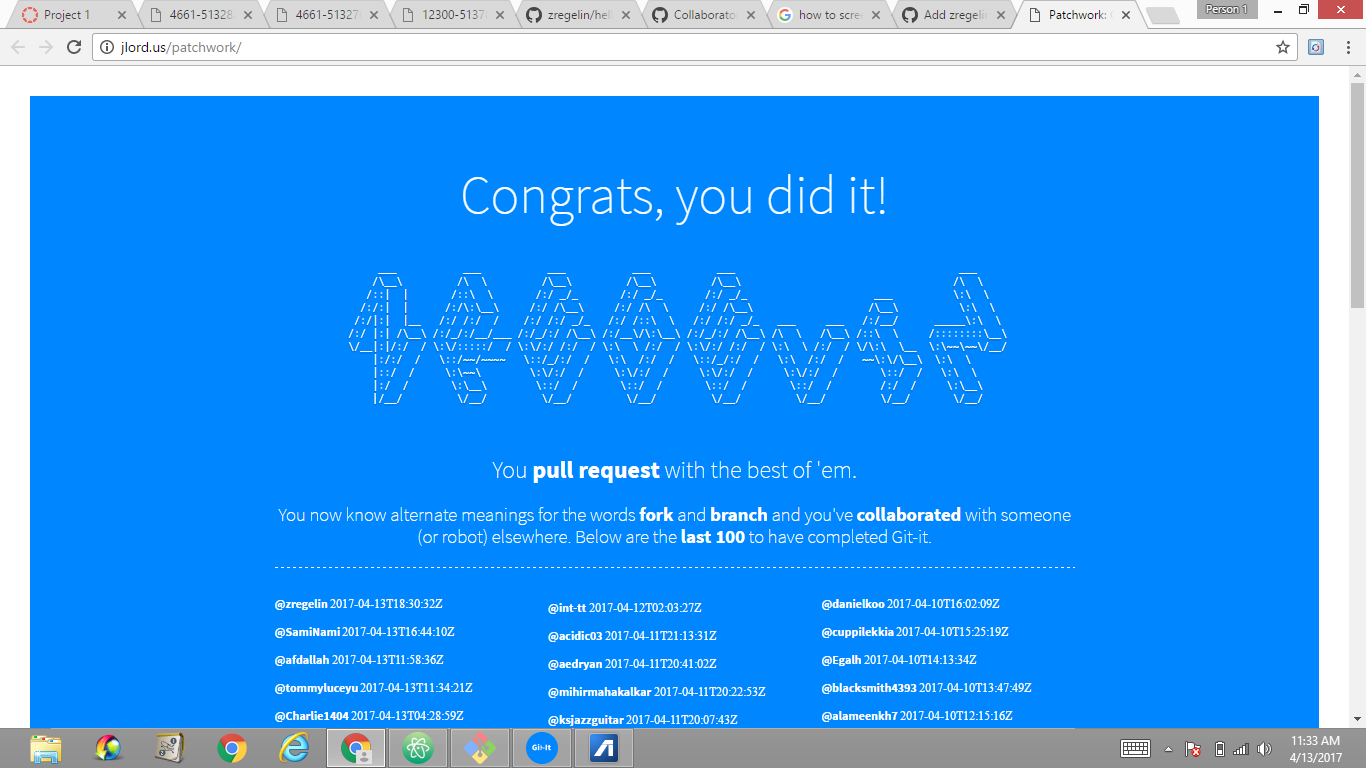 Project 1
4661-51328
4661-51327
12300-5137
zregelin/hell
Collaborato
how to scree
Add zregelin
Patchwork: G
Person 1
jlord.us/patchwork/
Congrats, you did it!
You pull request with the best of 'em.
You now know alternate meanings for the words fork and branch and you've collaborated with someone
(or robot) elsewhere. Below are the last 100 to have completed Git-it.
@zregelin 2017-04-13T18:30:32Z
@SamiNami 2017-04-13T16:44:10Z
@afdallah 2017-04-13T11:58:36Z
@tommyluceyu 2017-04-13T11:34:21Z
@Charlie1404 2017-04-13T04:28:59Z
@int-tt 2017-04-12T02:03:27Z
@acidic03 2017-04-11T21:13:31Z
@aedryan 2017-04-11T20:41:02Z
@mihirmahakalkar 2017-04-11T20:22:53Z
@ksjazzguitar 2017-04-11T20:07:43Z
@danielkoo 2017-04-10T16:02:09Z
@cuppilekkia 2017-04-10T15:25:19Z
@Egalh 2017-04-10T14:13:34Z
@blacksmith4393 2017-04-10T13:47:49Z
@alameenkh7 2017-04-10T12:15:16Z
Git-It
11:33 AM
4/13/2017